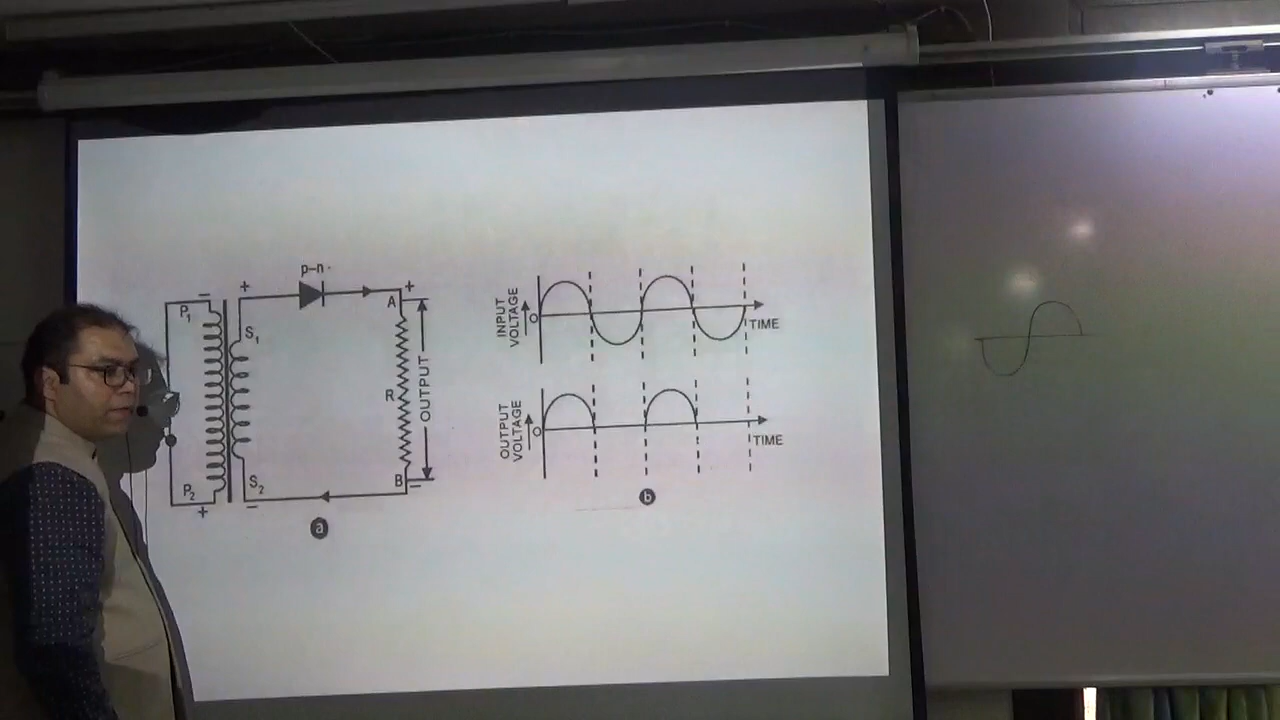 p-n
− + +
P₁ A
S₁
R
OUTPUT
P₂ S₂ B
+ − −
a
INPUT
VOLTAGE
O
TIME
OUTPUT
VOLTAGE
O
TIME
b